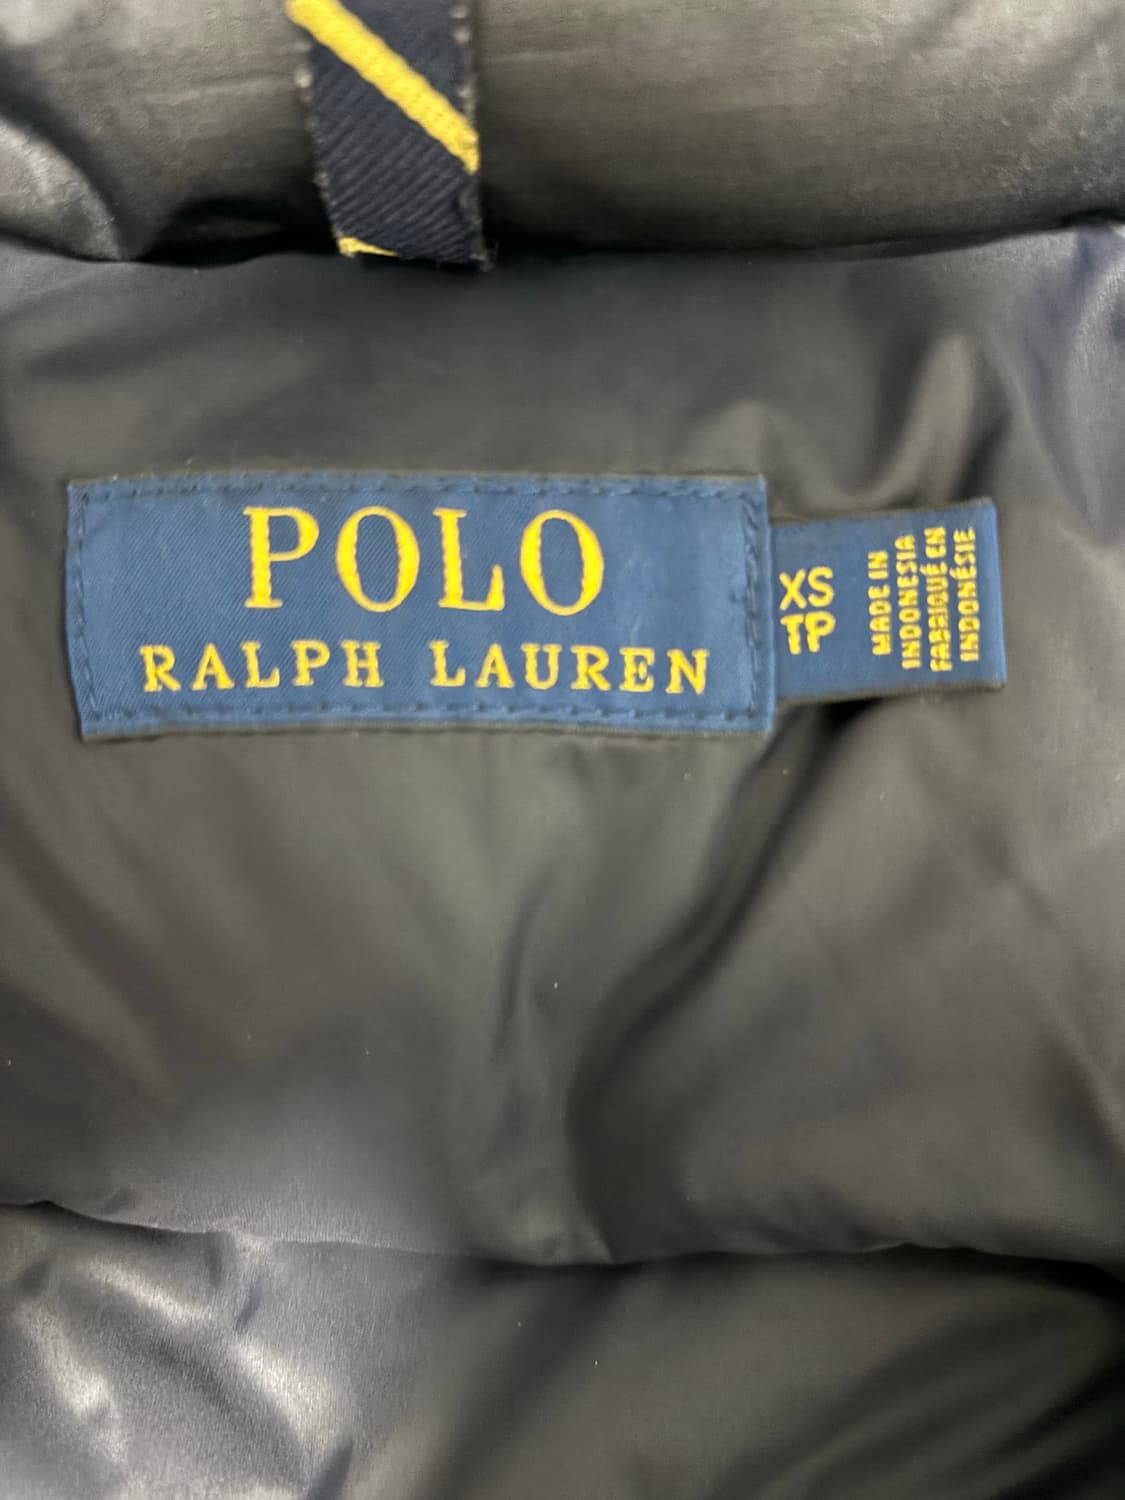 POLO
RALPH LAUREN
XS
TP
MADE IN
INDONESIA
FABRIQUÉ EN
INDONÉSIE